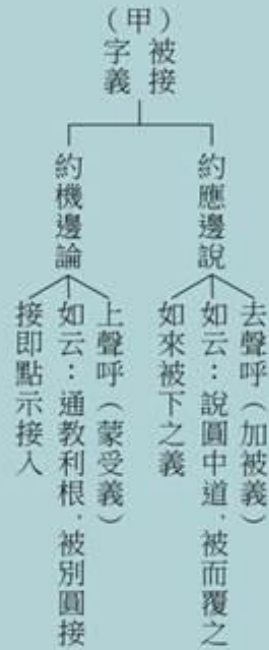 （甲）被接
字義
約應邊說
去聲呼（加被義）
如云：說圓中道．被而覆之
如來被下之義
約機邊論
上聲呼（蒙受義）
如云：通教利根．被別圓接
接即點示接入